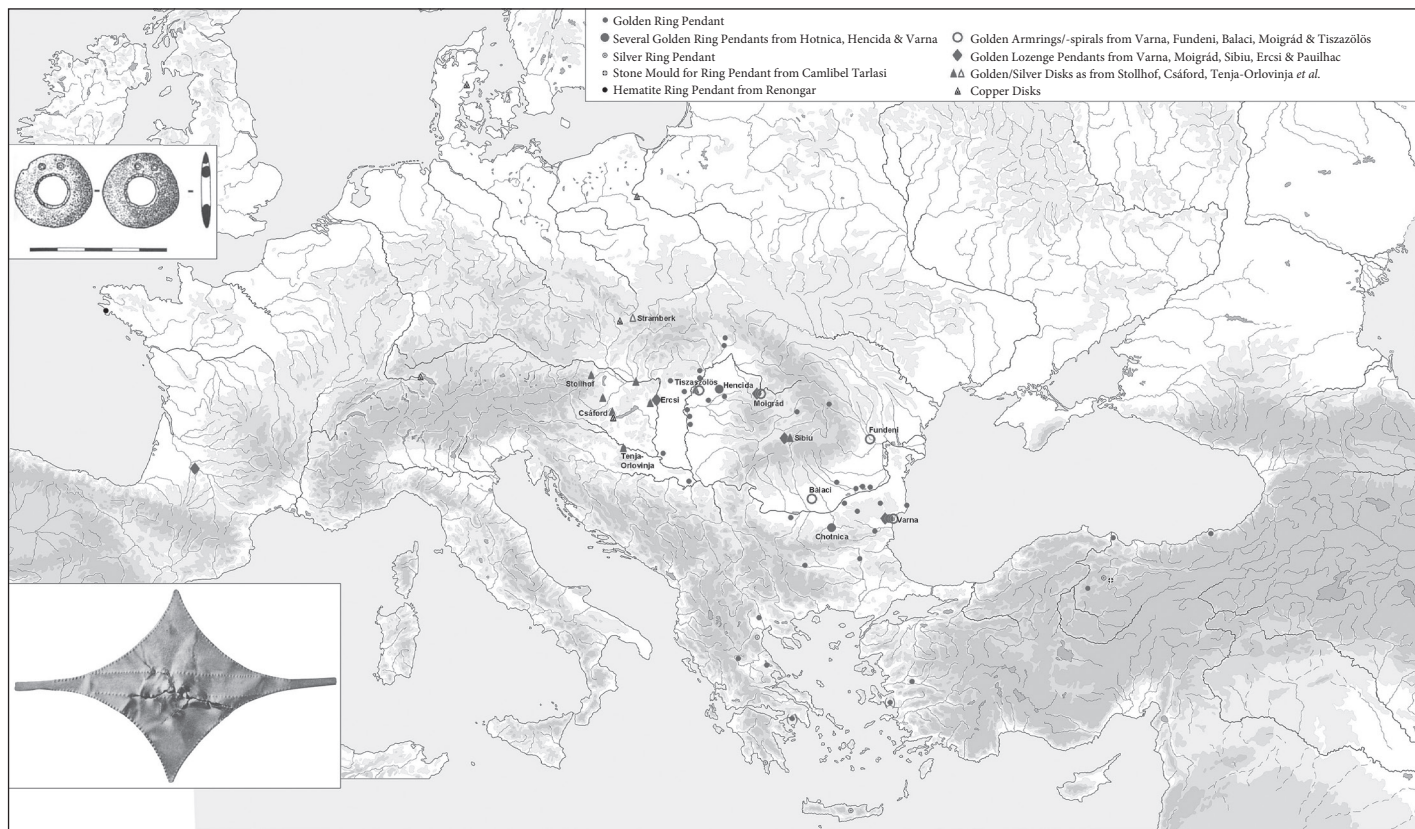 Golden Ring Pendant
Several Golden Ring Pendants from Hotnica, Hencida & Varna
Silver Ring Pendant
Stone Mould for Ring Pendant from Camlibel Tarlasi
Hematite Ring Pendant from Renongar
Golden Armrings/-spirals from Varna, Fundeni, Balaci, Moigrád & Tiszazölös
Golden Lozenge Pendants from Varna, Moigrád, Sibiu, Ercsi & Pauilhac
Golden/Silver Disks as from Stollhof, Csáford, Tenja-Orlovinja et al.
Copper Disks
Stramberk
Stollhof
Tiszaszölös
Hencida
Ercsi
Moigrád
Csáford
Fundeni
Sibiu
Tenja-
Orlovinja
Balaci
Varna
Chotnica